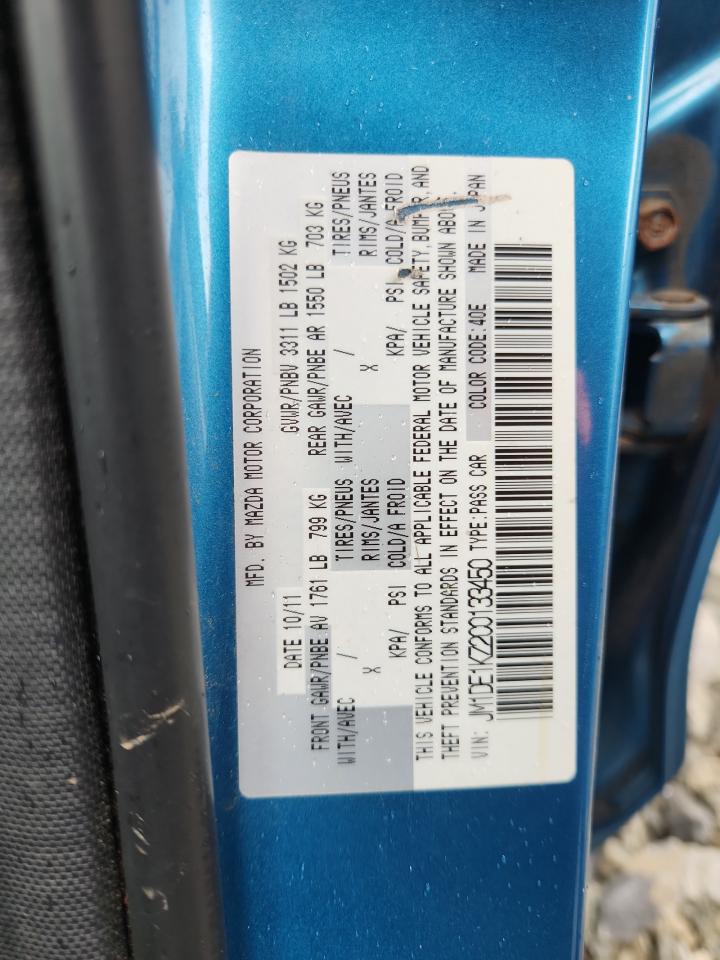 MFD. BY MAZDA MOTOR CORPORATION
DATE 10/11 GVWR/PNBV 3311 LB 1502 KG
FRONT GAWR/PNBE AV 1761 LB 799 KG REAR GAWR/PNBE AR 1550 LB 703 KG
WITH/AVEC / TIRES/PNEUS WITH/AVEC / TIRES/PNEUS
X RIMS/JANTES X RIMS/JANTES
KPA/ PSI COLD/A FROID KPA/ PSI COLD/A FROID
THIS VEHICLE CONFORMS TO ALL APPLICABLE FEDERAL MOTOR VEHICLE SAFETY, BUMPER, AND
THEFT PREVENTION STANDARDS IN EFFECT ON THE DATE OF MANUFACTURE SHOWN ABOVE
VIN: JM1DE1KZ2C0133450 TYPE:PASS CAR COLOR CODE:40E MADE IN JAPAN